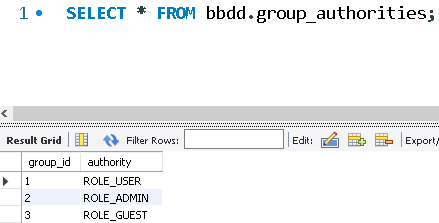 1 SELECT * FROM bbdd.group_authorities;
Result Grid Filter Rows: Edit: Export/
group_id authority
1 ROLE_USER
2 ROLE_ADMIN
3 ROLE_GUEST